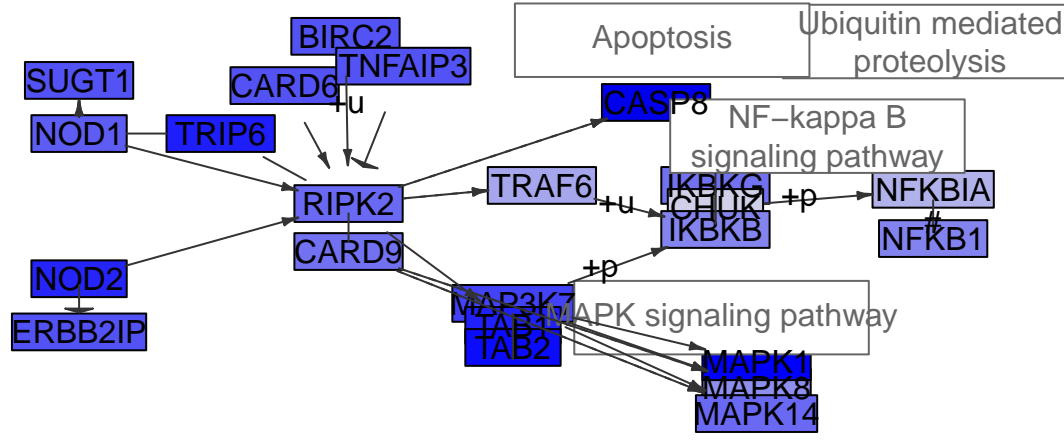 BIRC2
Apoptosis
Ubiquitin mediated
proteolysis
TNFAIP3
SUGT1
CARD6
+u
CASP8
NOD1
TRIP6
NF−kappa B
signaling pathway
RIPK2
TRAF6
+u
IKBKG
CHUK
+p
IKBKB
NFKBIA
#
NFKB1
CARD9
+p
NOD2
MAP3K7
TAB1
TAB2
MAPK signaling pathway
ERBB2IP
MAPK1
MAPK8
MAPK14